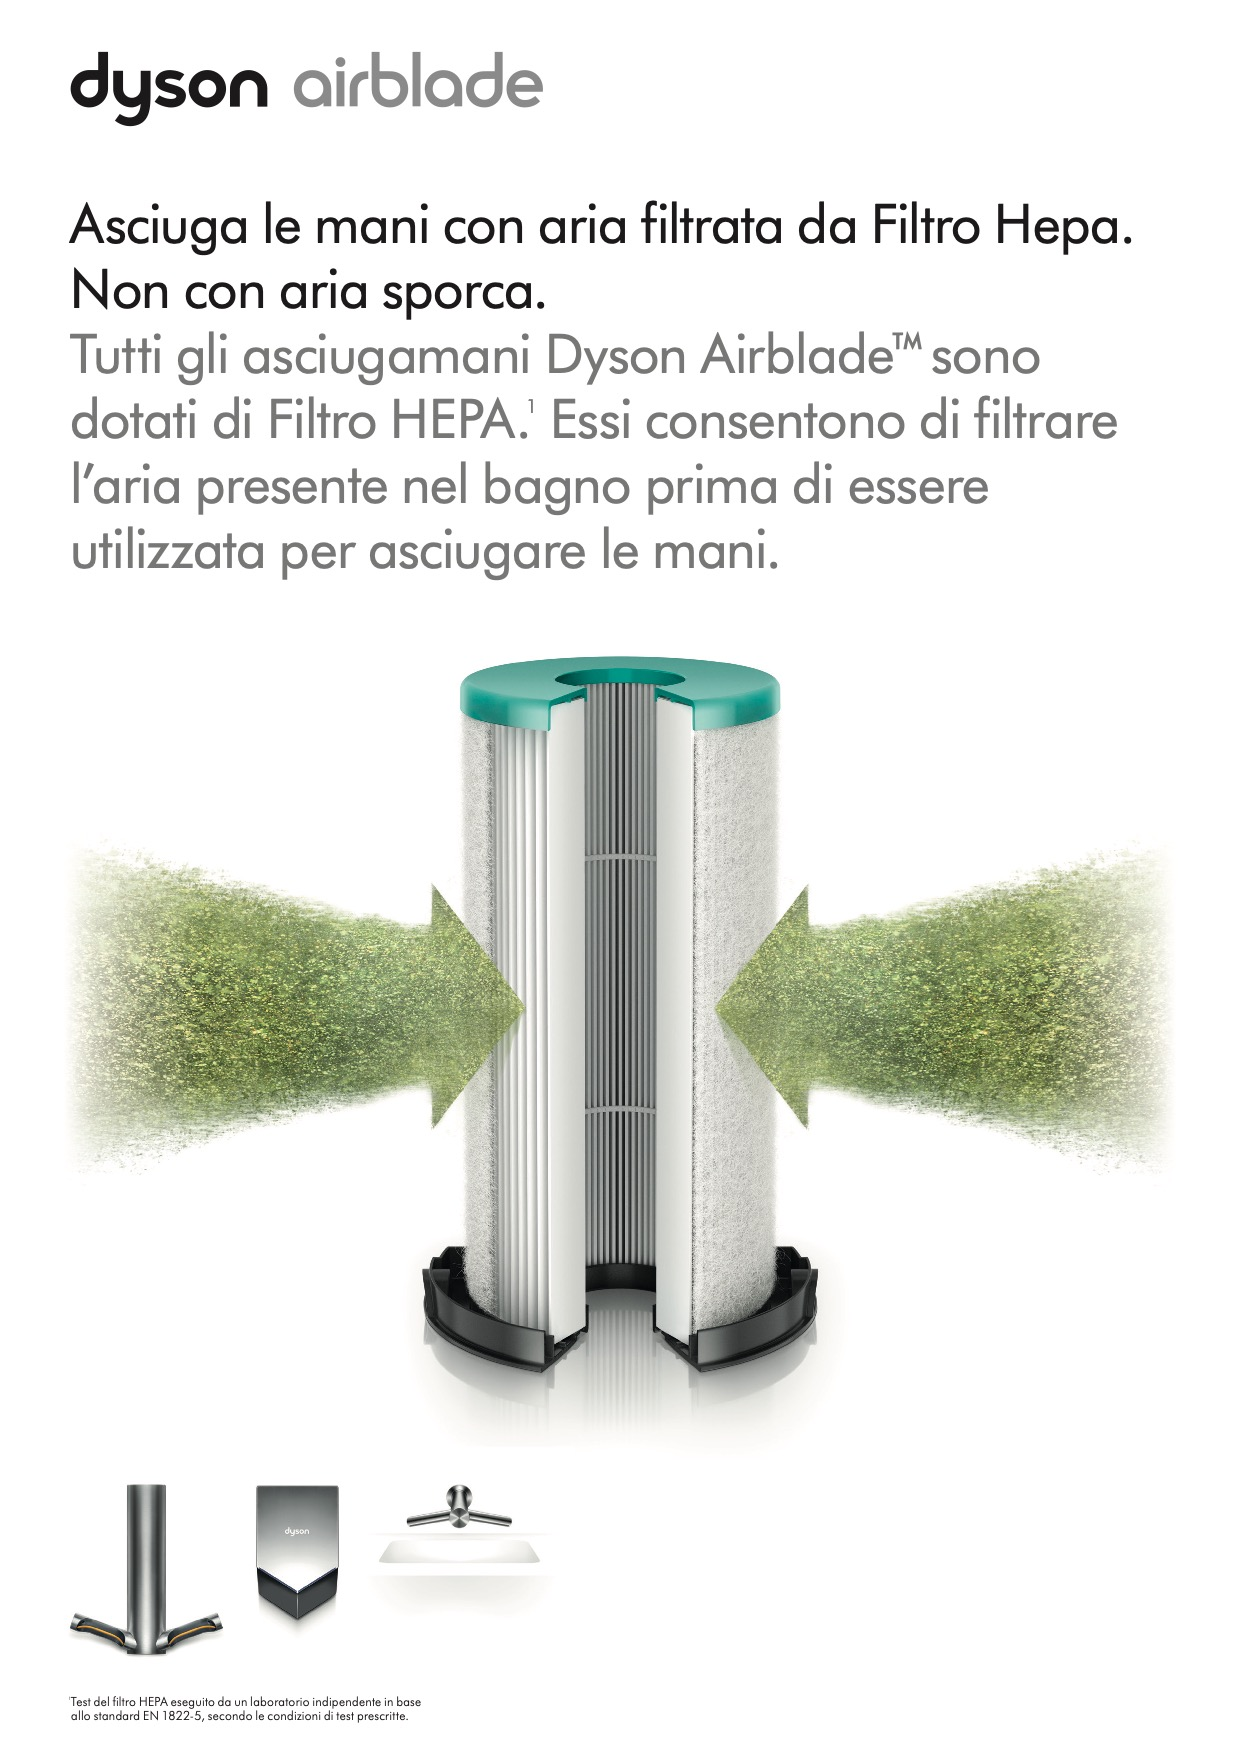 dyson airblade
Asciuga le mani con aria filtrata da Filtro Hepa.
Non con aria sporca.
Tutti gli asciugamani Dyson Airblade™ sono
dotati di Filtro HEPA.¹ Essi consentono di filtrare
l’aria presente nel bagno prima di essere
utilizzata per asciugare le mani.
dyson
¹Test del filtro HEPA eseguito da un laboratorio indipendente in base
allo standard EN 1822-5, secondo le condizioni di test prescritte.